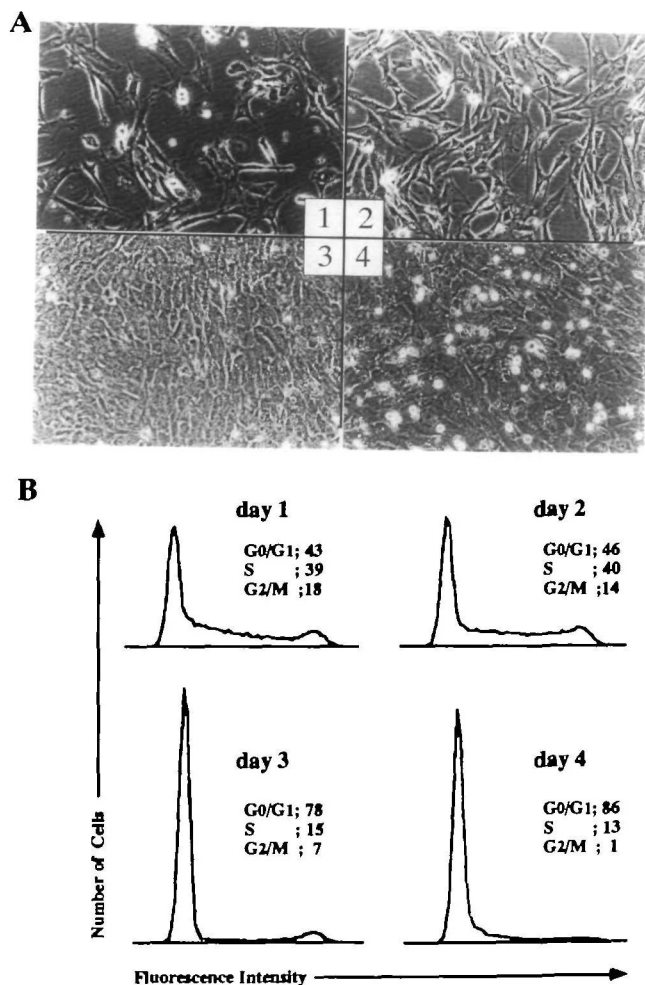 A
1 2
3 4
B
day 1
G0/G1; 43
S ; 39
G2/M ; 18
day 2
G0/G1; 46
S ; 40
G2/M ; 14
day 3
G0/G1; 78
S ; 15
G2/M ; 7
day 4
G0/G1; 86
S ; 13
G2/M ; 1
Number of Cells
Fluorescence Intensity